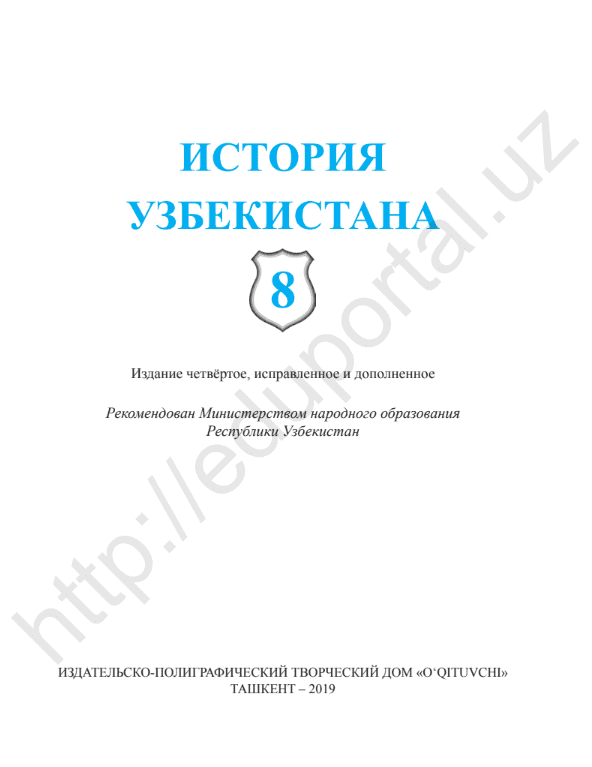 ИСТОРИЯ
УЗБЕКИСТАНА
8
Издание четвёртое, исправленное и дополненное
Рекомендован Министерством народного образования
Республики Узбекистан
http://eduportal.uz
ИЗДАТЕЛЬСКО-ПОЛИГРАФИЧЕСКИЙ ТВОРЧЕСКИЙ ДОМ «O‘QITUVCHI»
ТАШКЕНТ – 2019